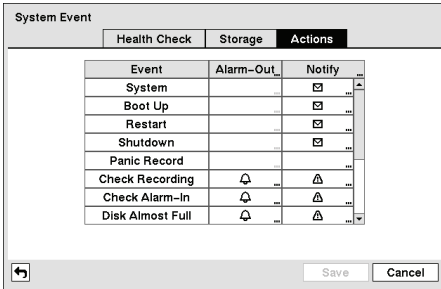 System Event
Health Check Storage Actions
Event Alarm-Out... Notify ...
System ... ...
Boot Up ... ...
Restart ... ...
Shutdown ... ...
Panic Record ...
Check Recording ... ...
Check Alarm-In ... ...
Disk Almost Full ... ...
Save Cancel